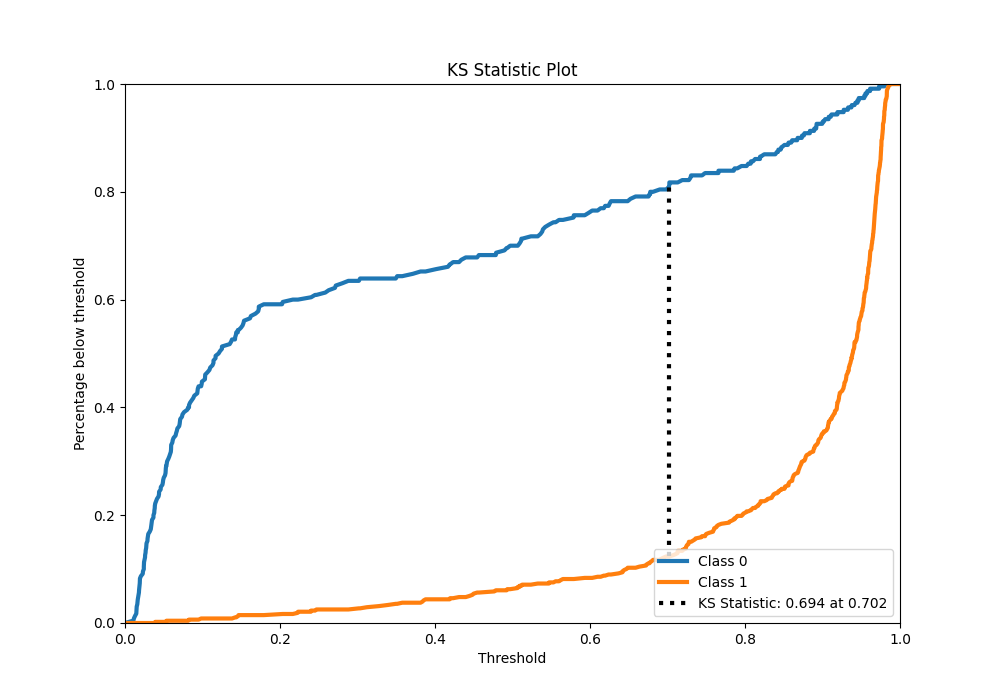 KS Statistic Plot
1.0
0.8
0.6
0.4
0.2
0.0
Percentage below threshold
0.0 0.2 0.4 0.6 0.8 1.0
Threshold
Class 0
Class 1
KS Statistic: 0.694 at 0.702